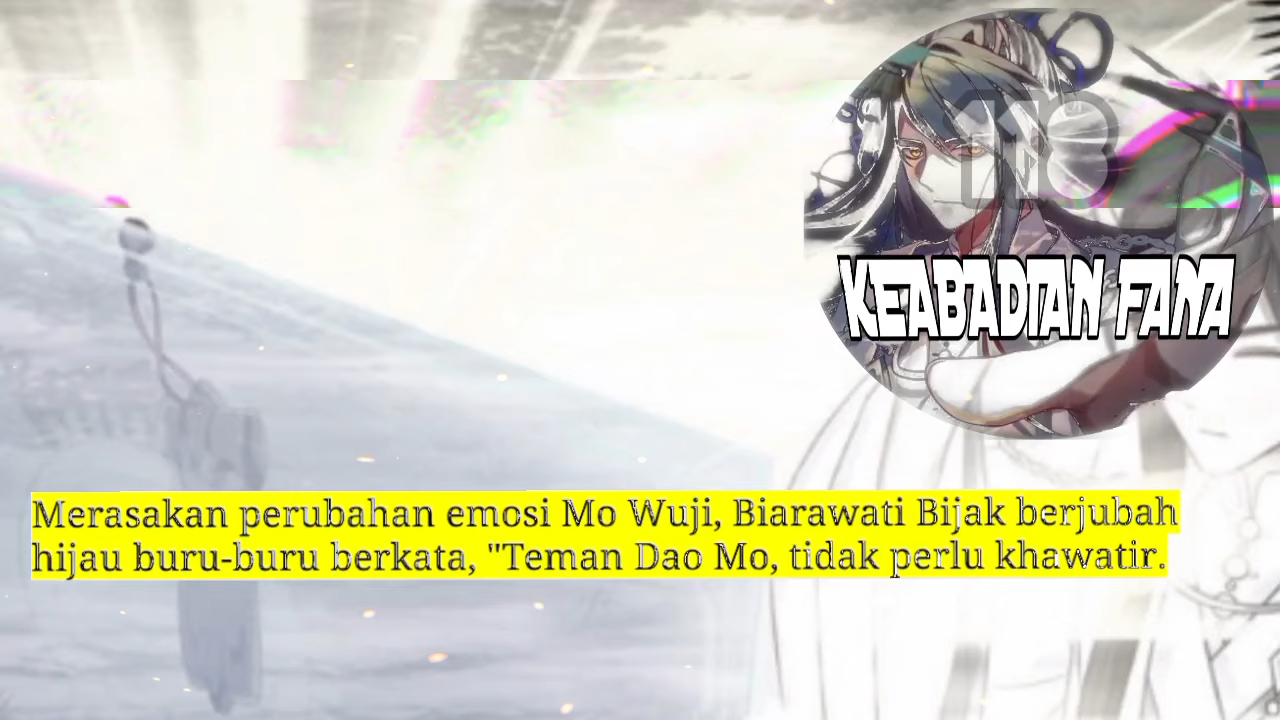 KEABADIAN FANA
Merasakan perubahan emosi Mo Wuji, Biarawati Bijak berjubah
hijau buru-buru berkata, "Teman Dao Mo, tidak perlu khawatir.